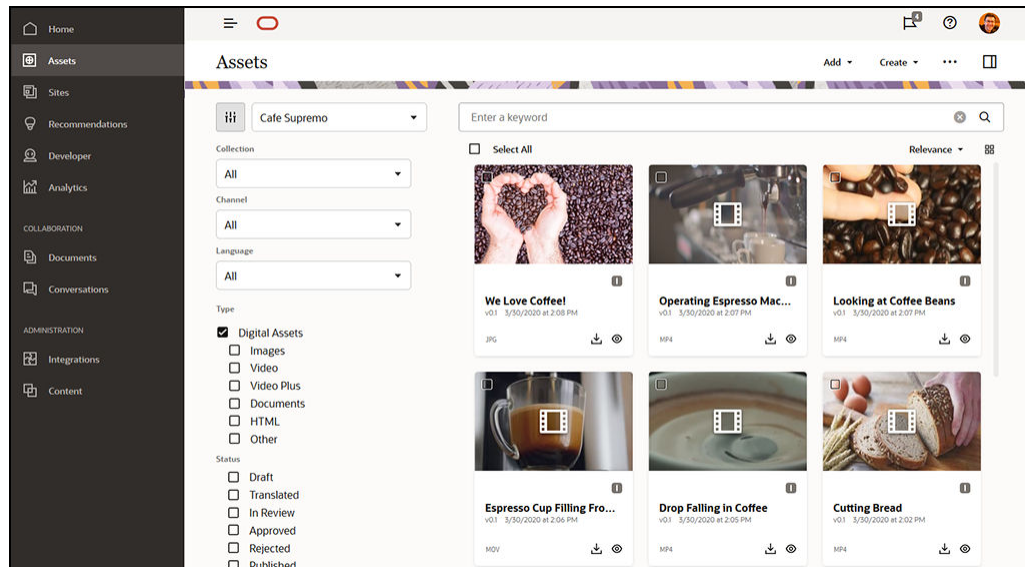 Home
Assets
Sites
Recommendations
Developer
Analytics
COLLABORATION
Documents
Conversations
ADMINISTRATION
Integrations
Content
4
Assets
Add
Create
Cafe Supremo
Enter a keyword
Collection
All
Channel
All
Language
All
Type
Digital Assets
Images
Video
Video Plus
Documents
HTML
Other
Status
Draft
Translated
In Review
Approved
Rejected
Published
Select All
Relevance
We Love Coffee!
v0.1 3/30/2020 at 2:08 PM
JPG
Operating Espresso Mac...
v0.1 3/30/2020 at 2:07 PM
MP4
Looking at Coffee Beans
v0.1 3/30/2020 at 2:07 PM
MP4
Espresso Cup Filling Fro...
v0.1 3/30/2020 at 2:06 PM
MOV
Drop Falling in Coffee
v0.1 3/30/2020 at 2:05 PM
MP4
Cutting Bread
v0.1 3/30/2020 at 2:02 PM
MP4